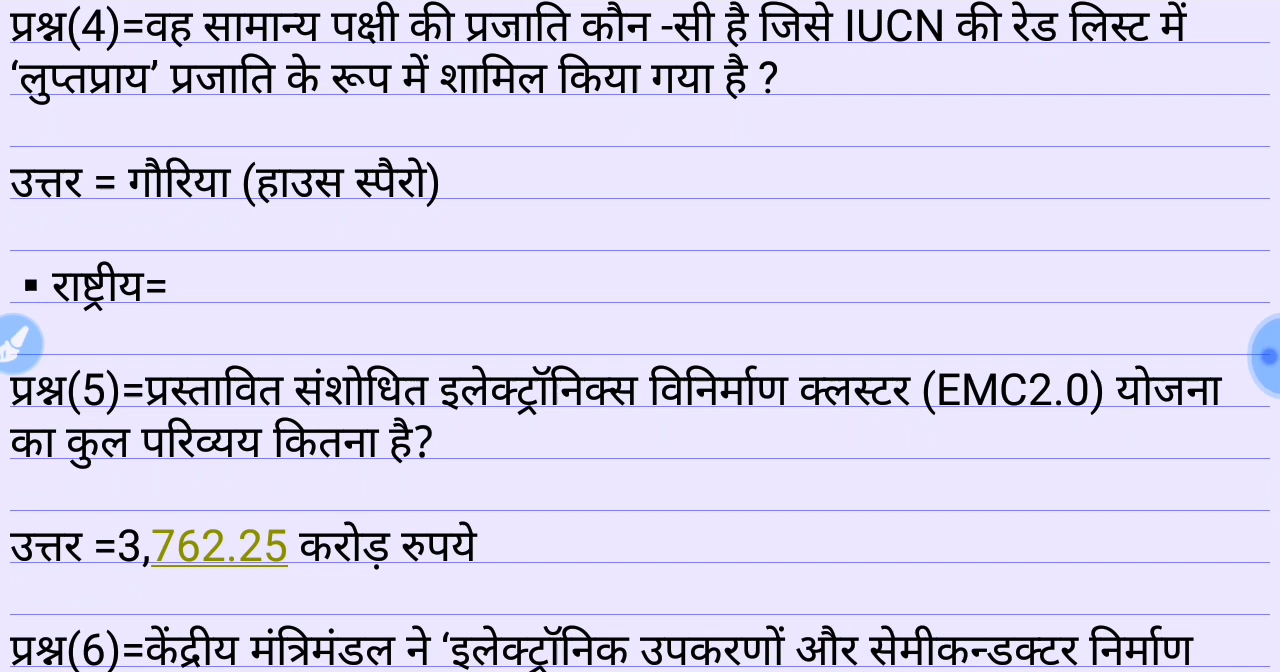 प्रश्न(4)=वह सामान्य पक्षी की प्रजाति कौन -सी है जिसे IUCN की रेड लिस्ट में
‘लुप्तप्राय’ प्रजाति के रूप में शामिल किया गया है ?
उत्तर = गौरिया (हाउस स्पैरो)
▪ राष्ट्रीय=
प्रश्न(5)=प्रस्तावित संशोधित इलेक्ट्रॉनिक्स विनिर्माण क्लस्टर (EMC2.0) योजना
का कुल परिव्यय कितना है?
उत्तर =3,762.25 करोड़ रुपये
प्रश्न(6)=केंद्रीय मंत्रिमंडल ने ‘इलेक्ट्रॉनिक उपकरणों और सेमीकन्डक्टर निर्माण